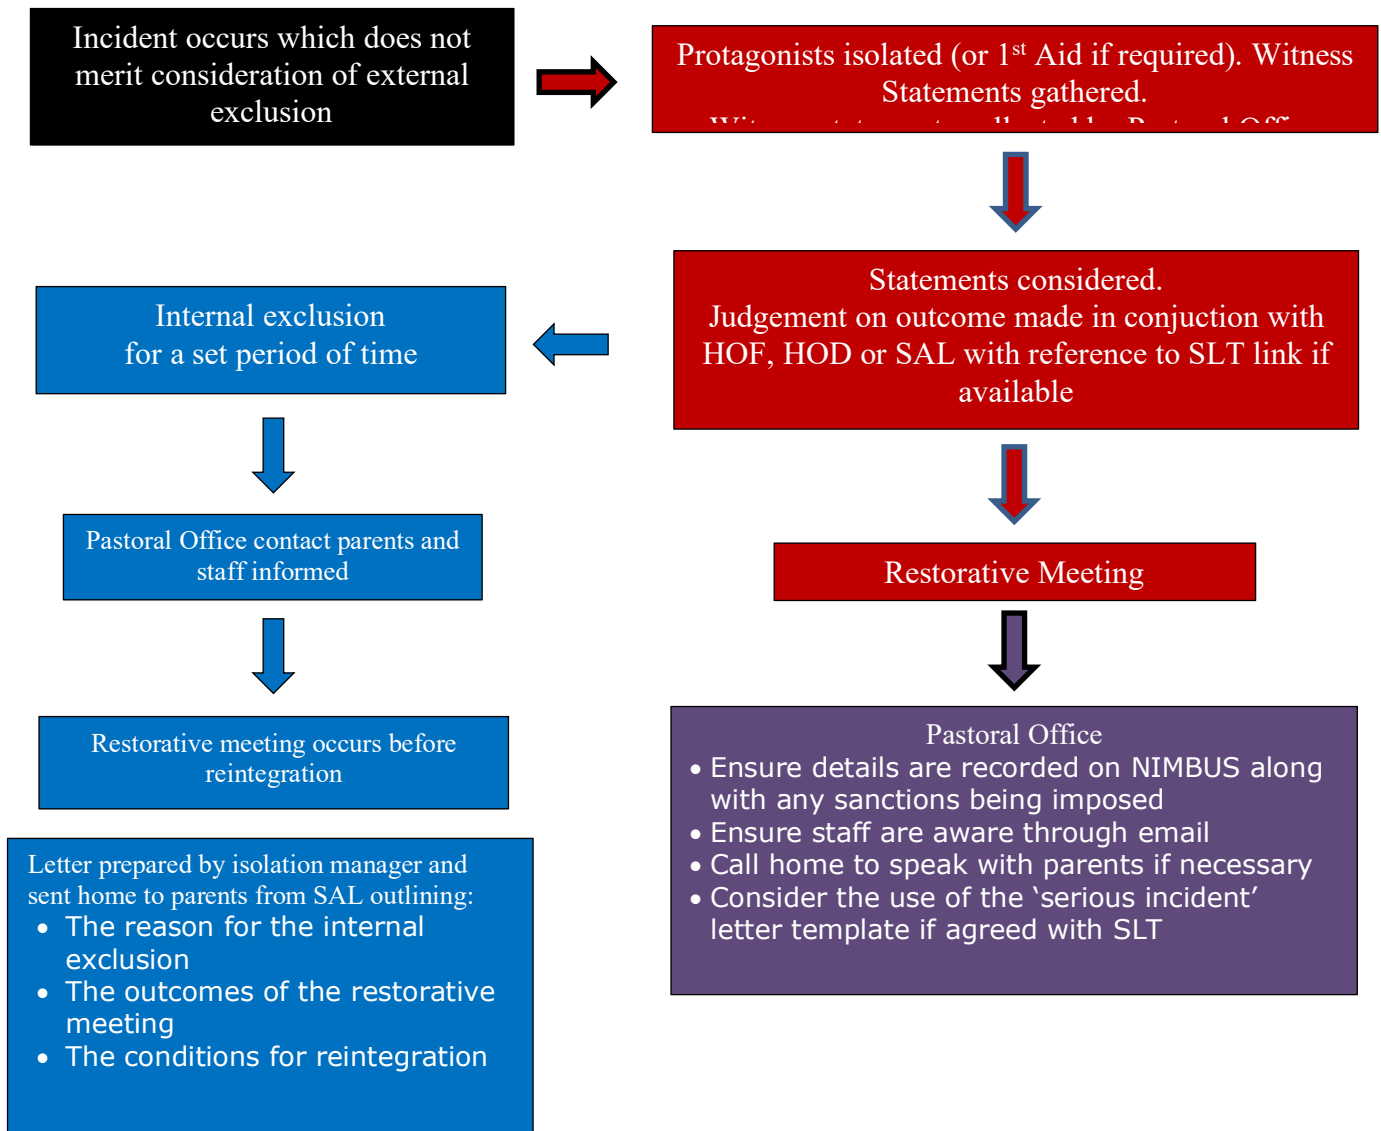 Incident occurs which does not
merit consideration of external
exclusion
Protagonists isolated (or 1st Aid if required). Witness
Statements gathered.
Statements considered.
Judgement on outcome made in conjuction with
HOF, HOD or SAL with reference to SLT link if
available
Internal exclusion
for a set period of time
Pastoral Office contact parents and
staff informed
Restorative meeting occurs before
reintegration
Letter prepared by isolation manager and
sent home to parents from SAL outlining:
• The reason for the internal
exclusion
• The outcomes of the restorative
meeting
• The conditions for reintegration
Restorative Meeting
Pastoral Office
• Ensure details are recorded on NIMBUS along
with any sanctions being imposed
• Ensure staff are aware through email
• Call home to speak with parents if necessary
• Consider the use of the ‘serious incident’
letter template if agreed with SLT